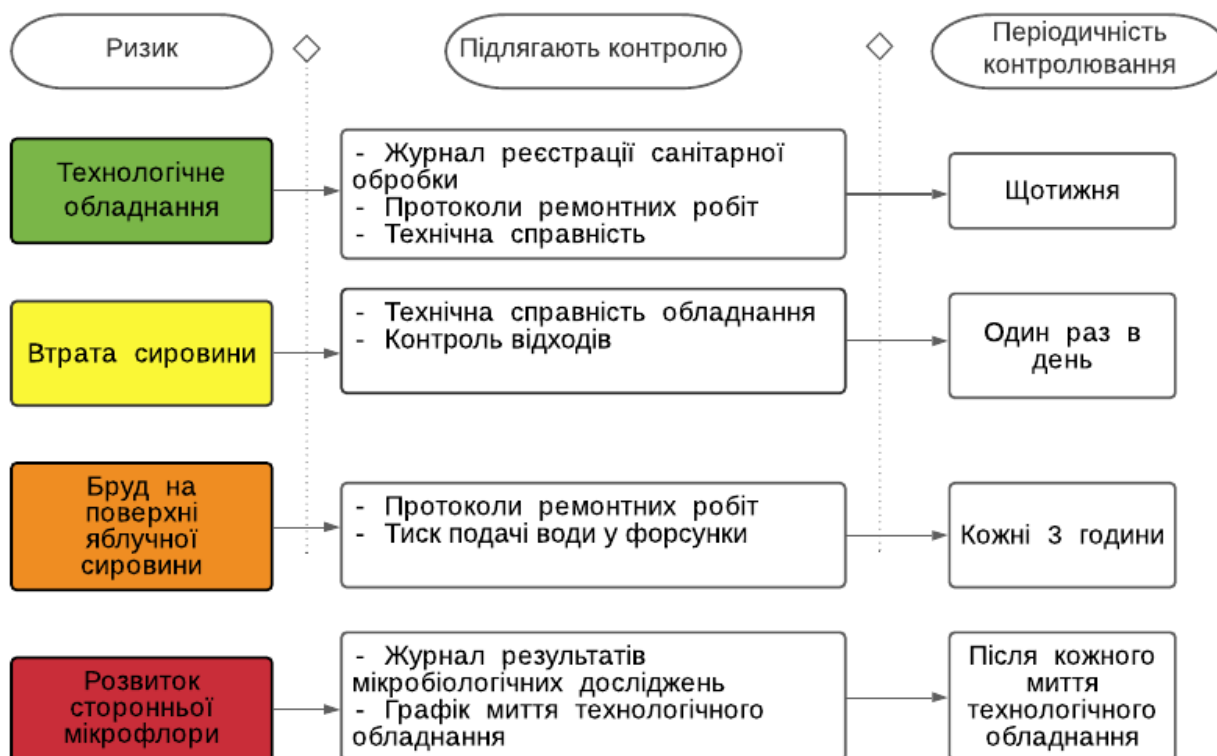 Ризик
Підлягають контролю
Періодичність
контролювання
Технологічне
обладнання
- Журнал реєстрації санітарної
обробки
- Протоколи ремонтних робіт
- Технічна справність
Щотижня
Втрата сировини
- Технічна справність обладнання
- Контроль відходів
Один раз в
день
Бруд на
поверхні
яблучної
сировини
- Протоколи ремонтних робіт
- Тиск подачі води у форсунки
Кожні 3 години
Розвиток
сторонньої
мікрофлори
- Журнал результатів
мікробіологічних досліджень
- Графік миття технологічного
обладнання
Після кожного
миття
технологічного
обладнання